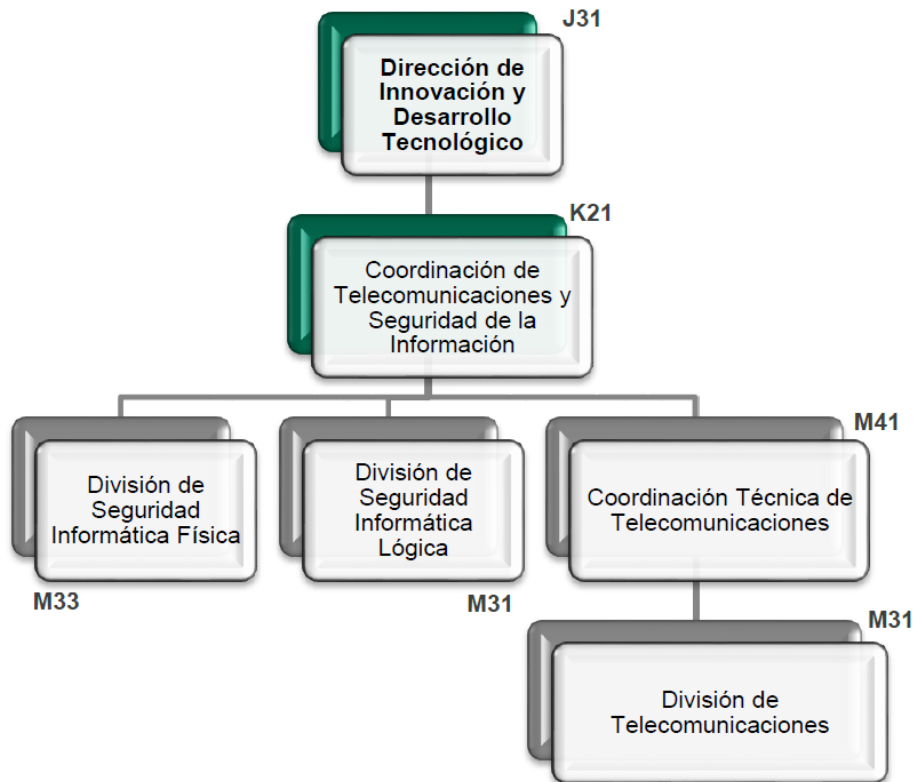 J31
Dirección de
Innovación y
Desarrollo
Tecnológico
K21
Coordinación de
Telecomunicaciones y
Seguridad de la
Información
División de
Seguridad
Informática Física
M33
División de
Seguridad
Informática
Lógica
M31
M41
Coordinación Técnica de
Telecomunicaciones
M31
División de
Telecomunicaciones